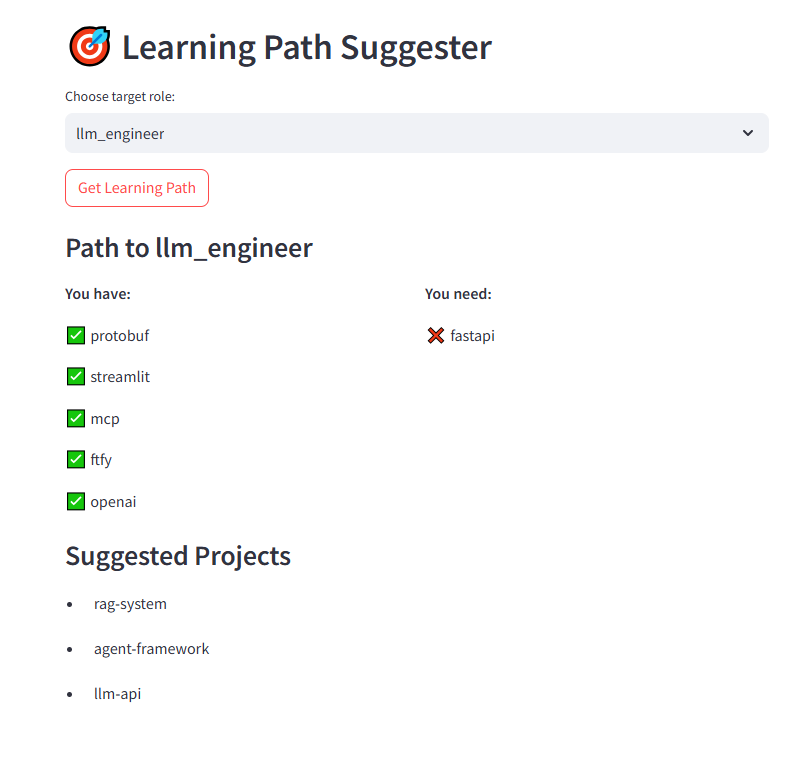 Learning Path Suggester
Choose target role:
llm_engineer
Get Learning Path
Path to llm_engineer
You have:
You need:
protobuf
fastapi
streamlit
mcp
ftfy
openai
Suggested Projects
rag-system
agent-framework
llm-api